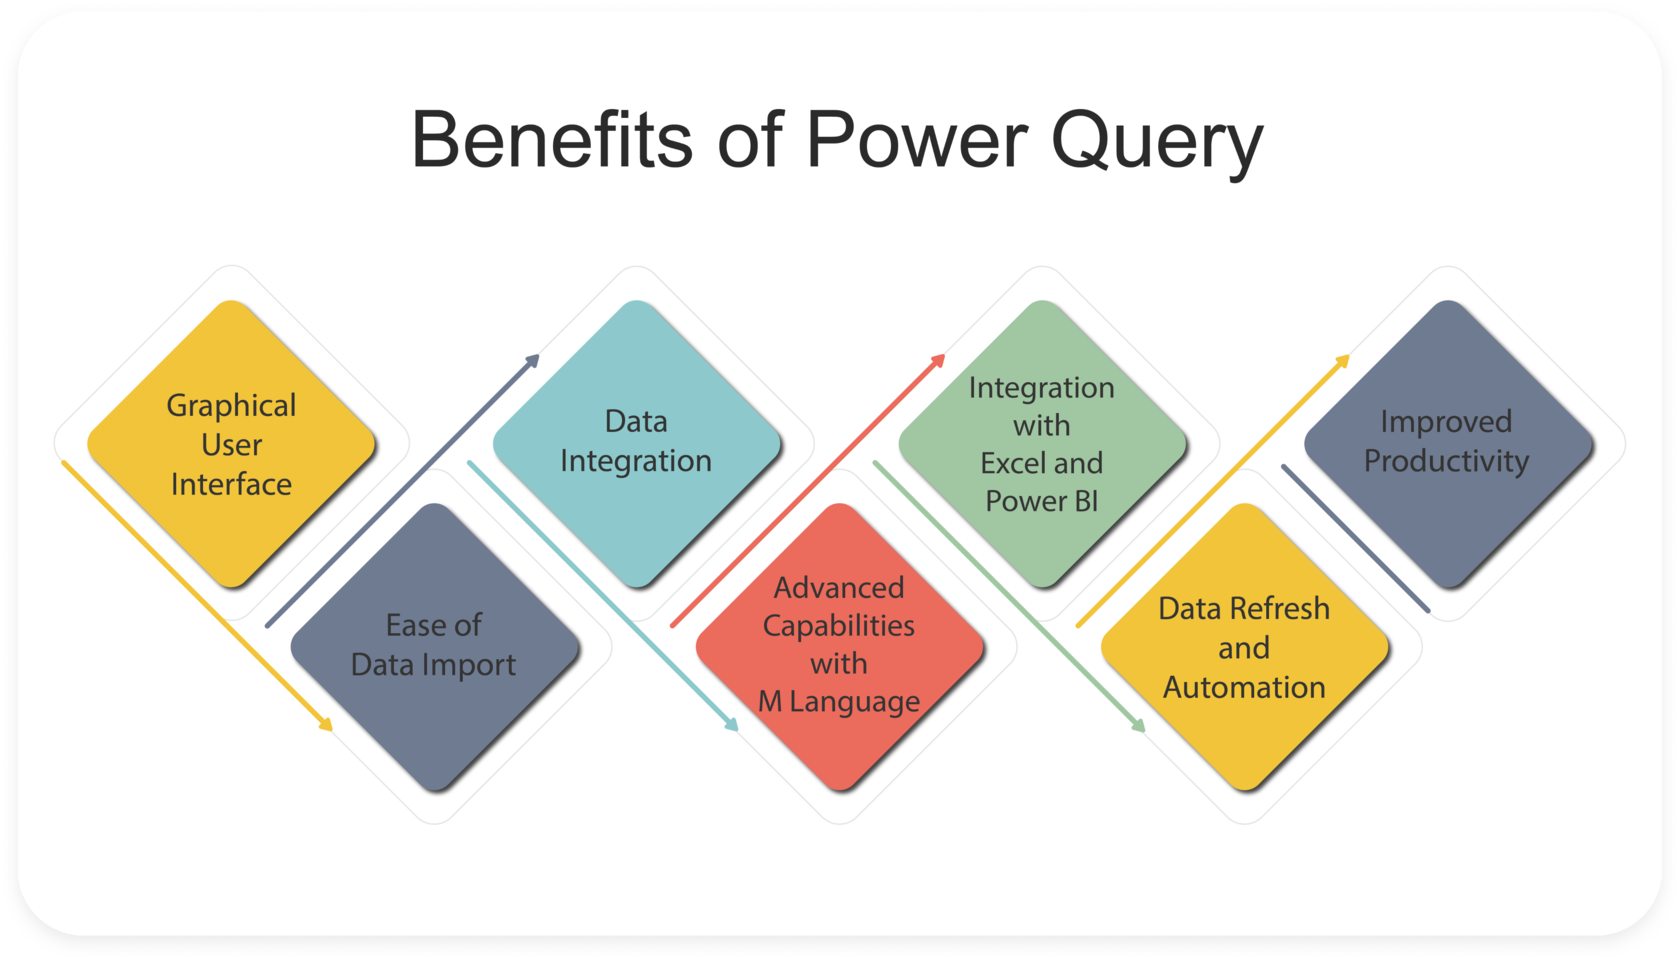 Benefits of Power Query
Graphical
User
Interface
Ease of
Data Import
Data
Integration
Advanced
Capabilities
with
M Language
Integration
with
Excel and
Power BI
Data Refresh
and
Automation
Improved
Productivity